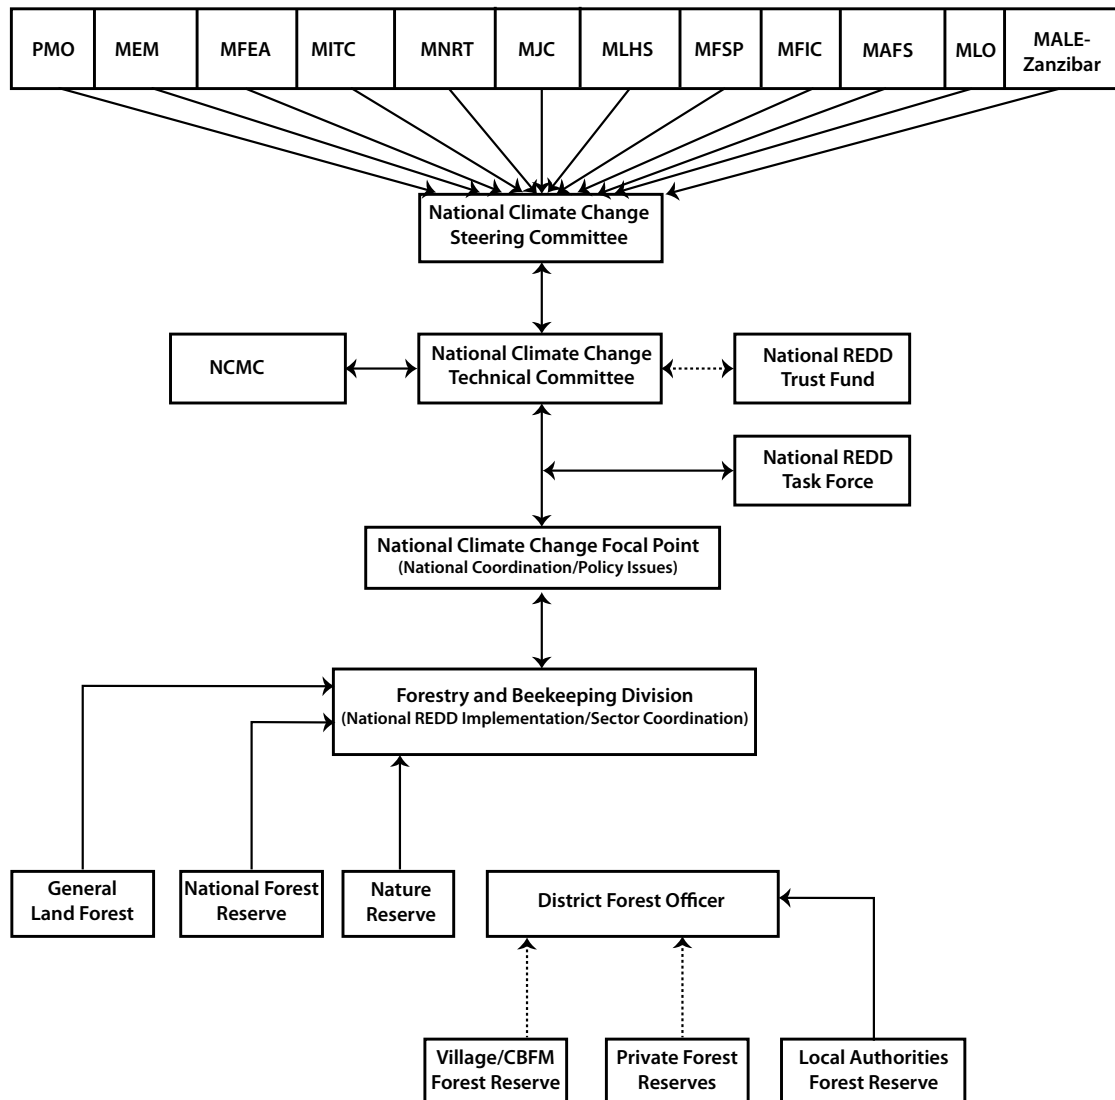 PMO MEM MFEA MITC MNRT MJC MLHS MFSP MFIC MAFS MLO MALE-
Zanzibar
National Climate Change
Steering Committee
NCMC
National Climate Change
Technical Committee
National REDD
Trust Fund
National REDD
Task Force
National Climate Change Focal Point
(National Coordination/Policy Issues)
Forestry and Beekeeping Division
(National REDD Implementation/Sector Coordination)
General
Land Forest
National Forest
Reserve
Nature
Reserve
District Forest Officer
Village/CBFM
Forest Reserve
Private Forest
Reserves
Local Authorities
Forest Reserve